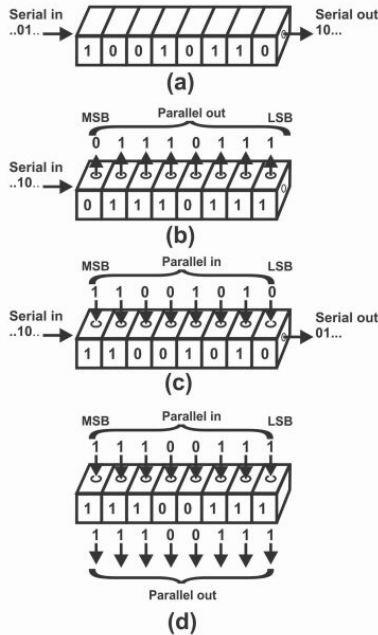 Serial in
..01..
Serial out
10...
1 0 0 1 0 1 1 0
(a)
MSB Parallel out LSB
0 1 1 1 0 1 1 1
Serial in
..10..
0 1 1 1 0 1 1 1
(b)
MSB Parallel in LSB
1 1 0 0 1 0 1 0
Serial in
..10..
Serial out
01...
1 1 0 0 1 0 1 0
(c)
MSB Parallel in LSB
1 1 1 0 0 1 1 1
1 1 1 0 0 1 1 1
1 1 1 0 0 1 1 1
Parallel out
(d)